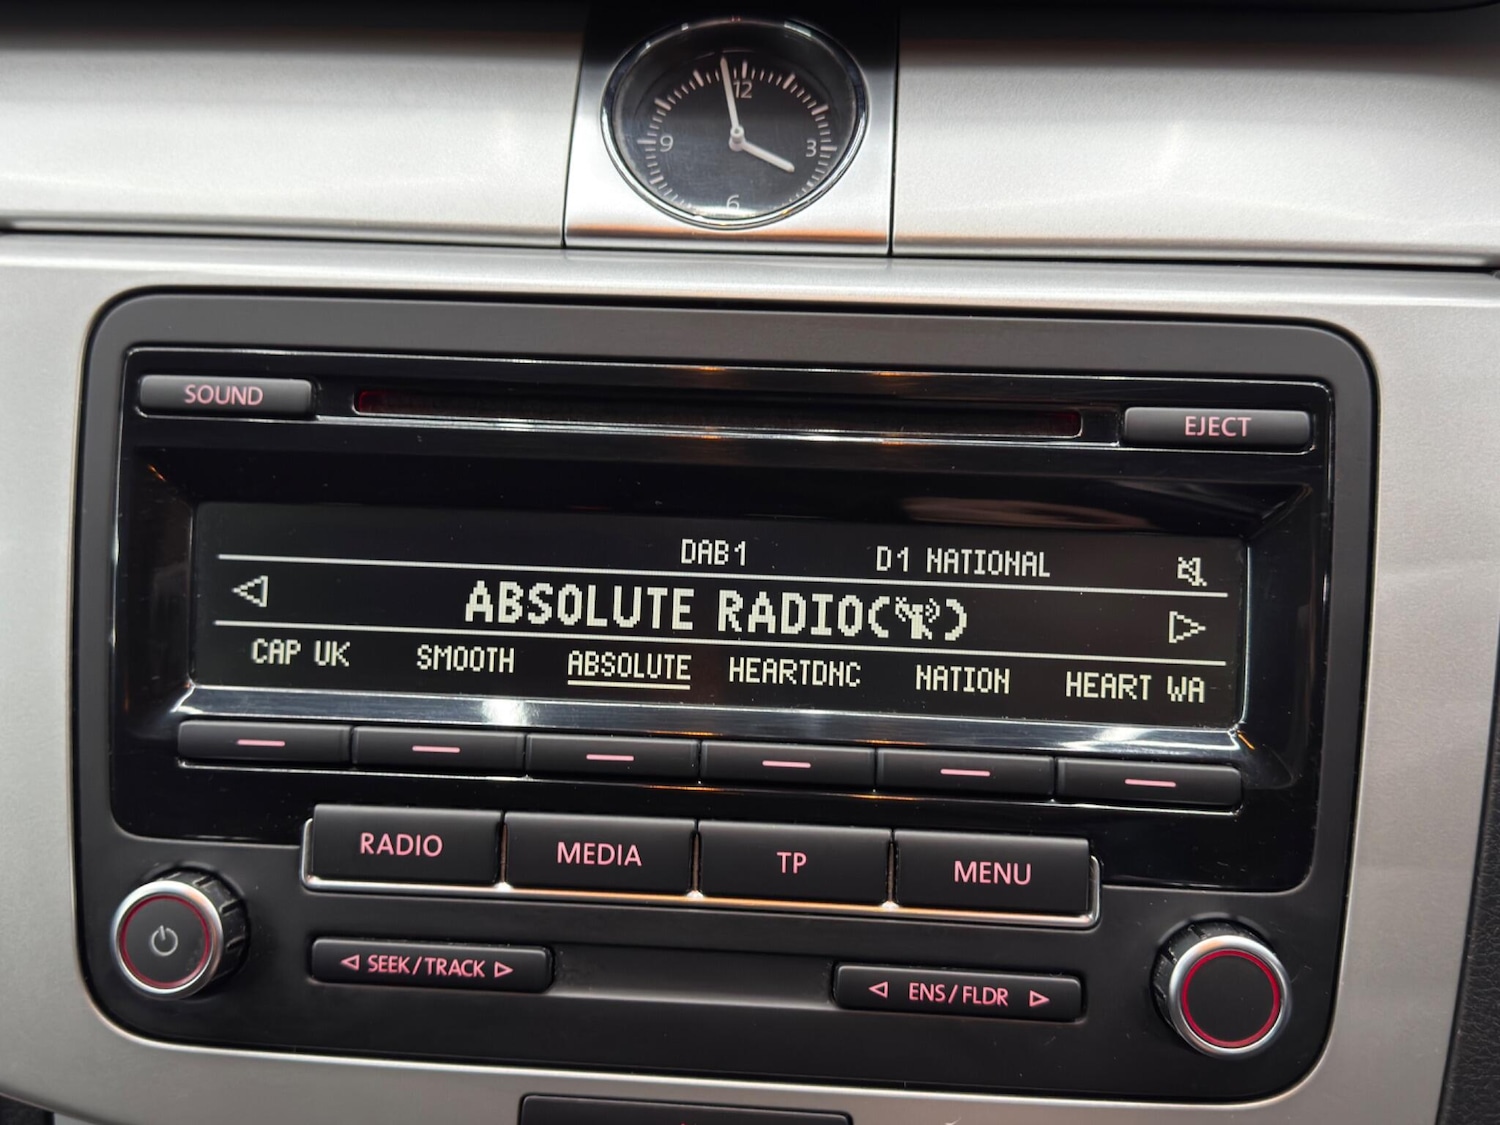 12
9
3
6
SOUND
EJECT
DAB1 D1 NATIONAL
ABSOLUTE RADIO( )
CAP UK SMOOTH ABSOLUTE HEARTDNC NATION HEART WA
RADIO MEDIA TP MENU
SEEK/TRACK
ENS/FLDR